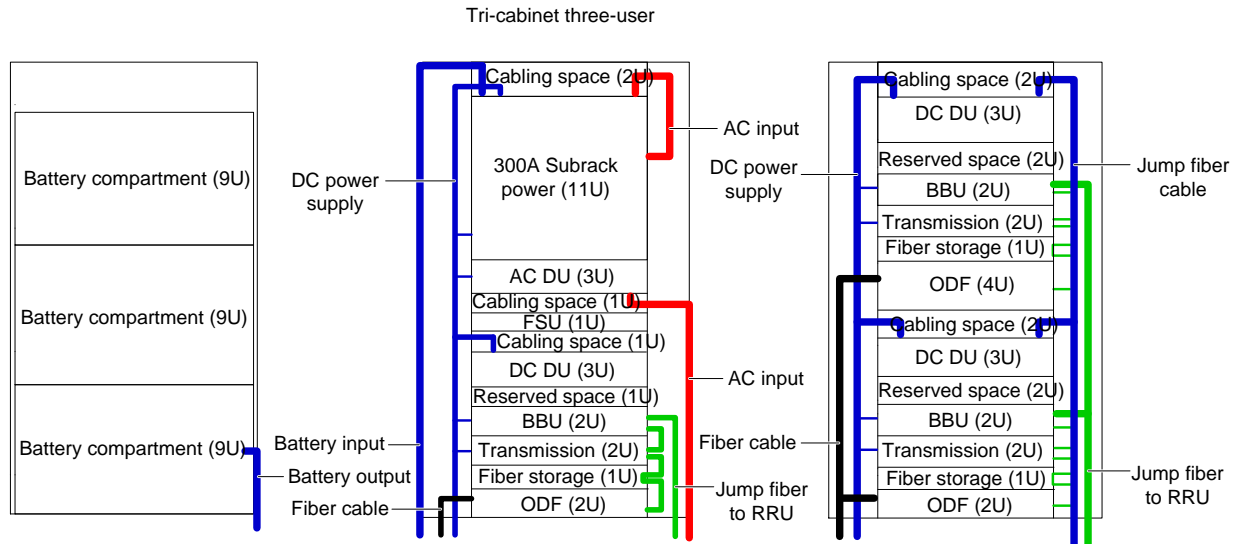 Tri-cabinet three-user
Battery compartment (9U)
Battery compartment (9U)
Battery compartment (9U)
Battery output
Battery input
Fiber cable
DC power
supply
Cabling space (2U)
300A Subrack
power (11U)
AC DU (3U)
Cabling space (1U)
FSU (1U)
Cabling space (1U)
DC DU (3U)
Reserved space (1U)
BBU (2U)
Transmission (2U)
Fiber storage (1U)
ODF (2U)
AC input
AC input
Jump fiber
to RRU
DC power
supply
Fiber cable
Cabling space (2U)
DC DU (3U)
Reserved space (2U)
BBU (2U)
Transmission (2U)
Fiber storage (1U)
ODF (4U)
Cabling space (2U)
DC DU (3U)
Reserved space (2U)
BBU (2U)
Transmission (2U)
Fiber storage (1U)
ODF (2U)
Jump fiber
cable
Jump fiber
to RRU